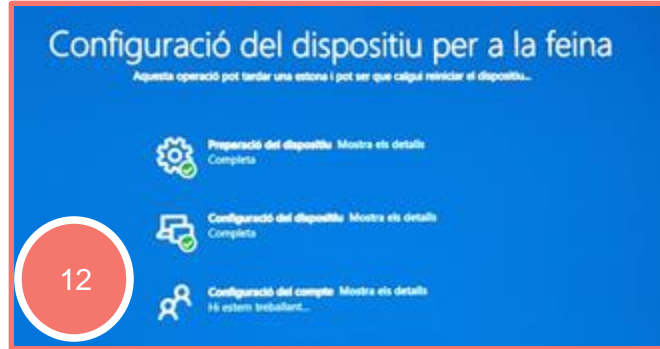 Configuració del dispositiu per a la feina
Aquesta operació pot tardar una estona i pot ser que calgui reiniciar el dispositiu...
Preparació del dispositiu Mostra els detalls
Completa
Configuració del dispositiu Mostra els detalls
Completa
12
Configuració del compte Mostra els detalls
Hi estem treballant...